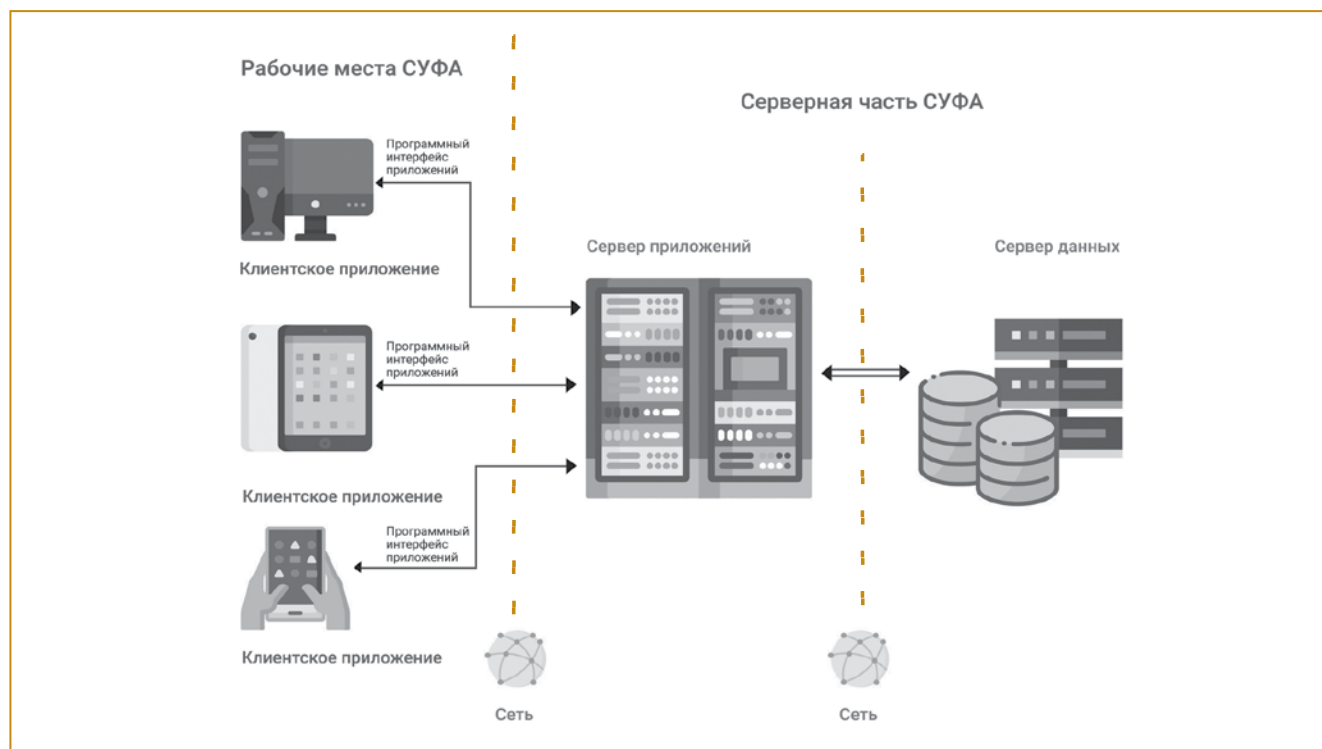 Рабочие места СУФА
Серверная часть СУФА
Программный
интерфейс
приложений
Клиентское приложение
Сервер приложений
Сервер данных
Программный
интерфейс
приложений
Клиентское приложение
Программный
интерфейс
приложений
Клиентское приложение
Сеть
Сеть